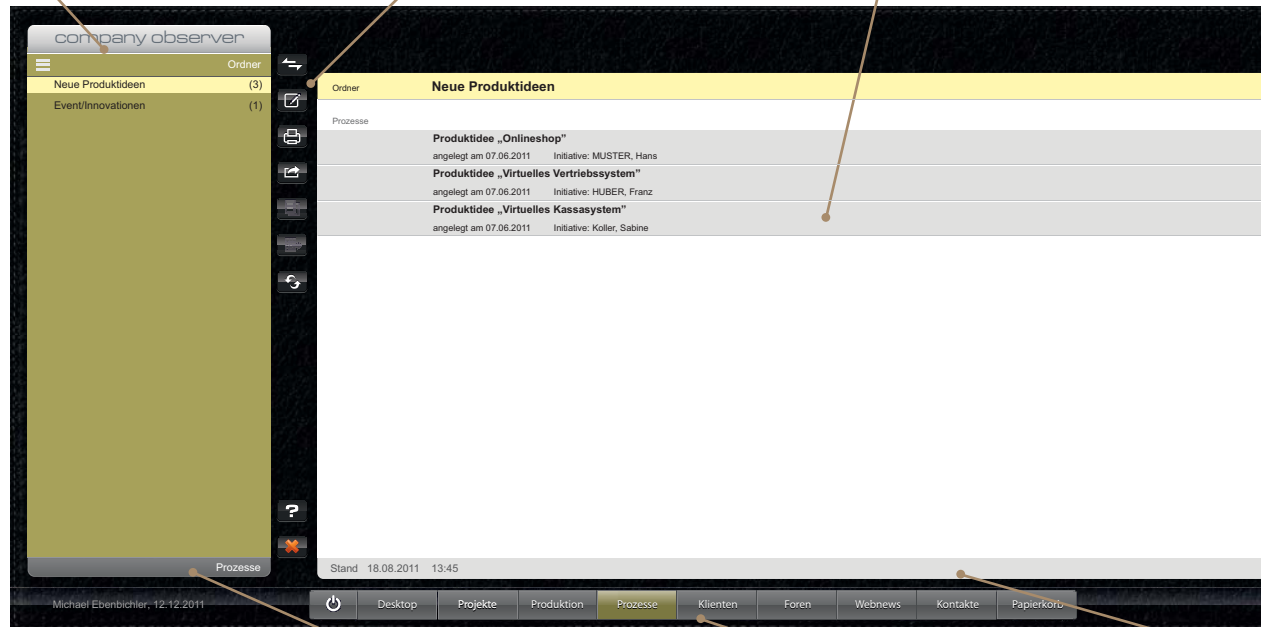 company observer
Ordner
Neue Produktideen (3)
Event/Innovationen (1)
Ordner Neue Produktideen
Prozesse
Produktidee „Onlineshop”
angelegt am 07.06.2011 Initiative: MUSTER, Hans
Produktidee „Virtuelles Vertriebssystem”
angelegt am 07.06.2011 Initiative: HUBER, Franz
Produktidee „Virtuelles Kassasystem”
angelegt am 07.06.2011 Initiative: Koller, Sabine
?
Prozesse
Stand 18.08.2011 13:45
Michael Ebenbichler, 12.12.2011
Desktop Projekte Produktion Prozesse Klienten Foren Webnews Kontakte Papierkorb